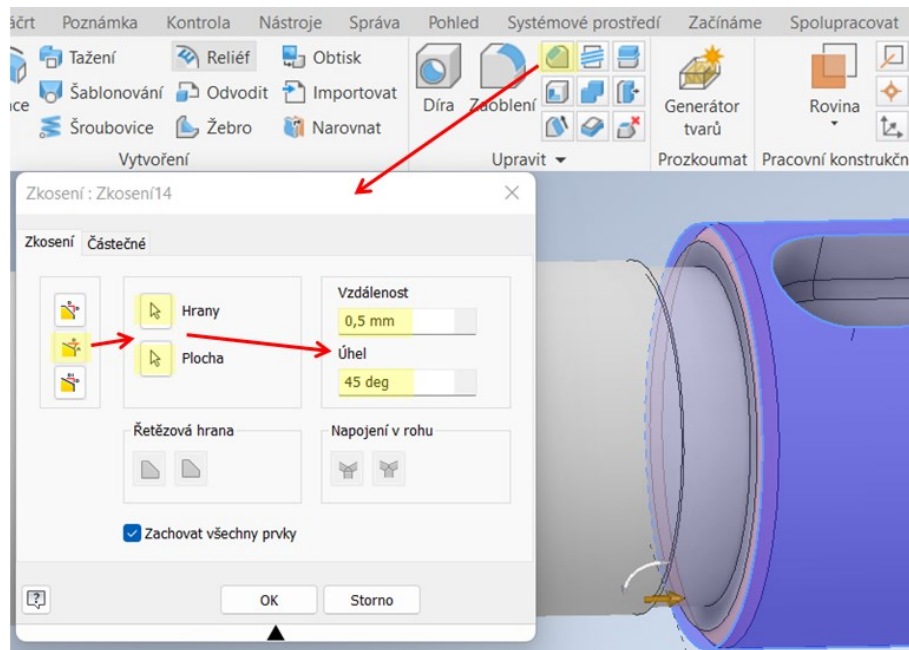 áčrt Poznámka Kontrola Nástroje Správa Pohled Systémové prostředí Začínáme Spolupracovat
Tažení Reliéf Obtisk
Šablonování Odvodit Importovat
Šroubovice Žebro Narovnat
ace
Díra Zaoblení
Generátor
tvarů
Rovina
Vytvoření Upravit Prozkoumat Pracovní konstrukčn
Zkosení : Zkosení14
Zkosení Částečné
Hrany
Plocha
Vzdálenost
0,5 mm
Úhel
45 deg
Řetězová hrana
Napojení v rohu
Zachovat všechny prvky
?
OK Storno